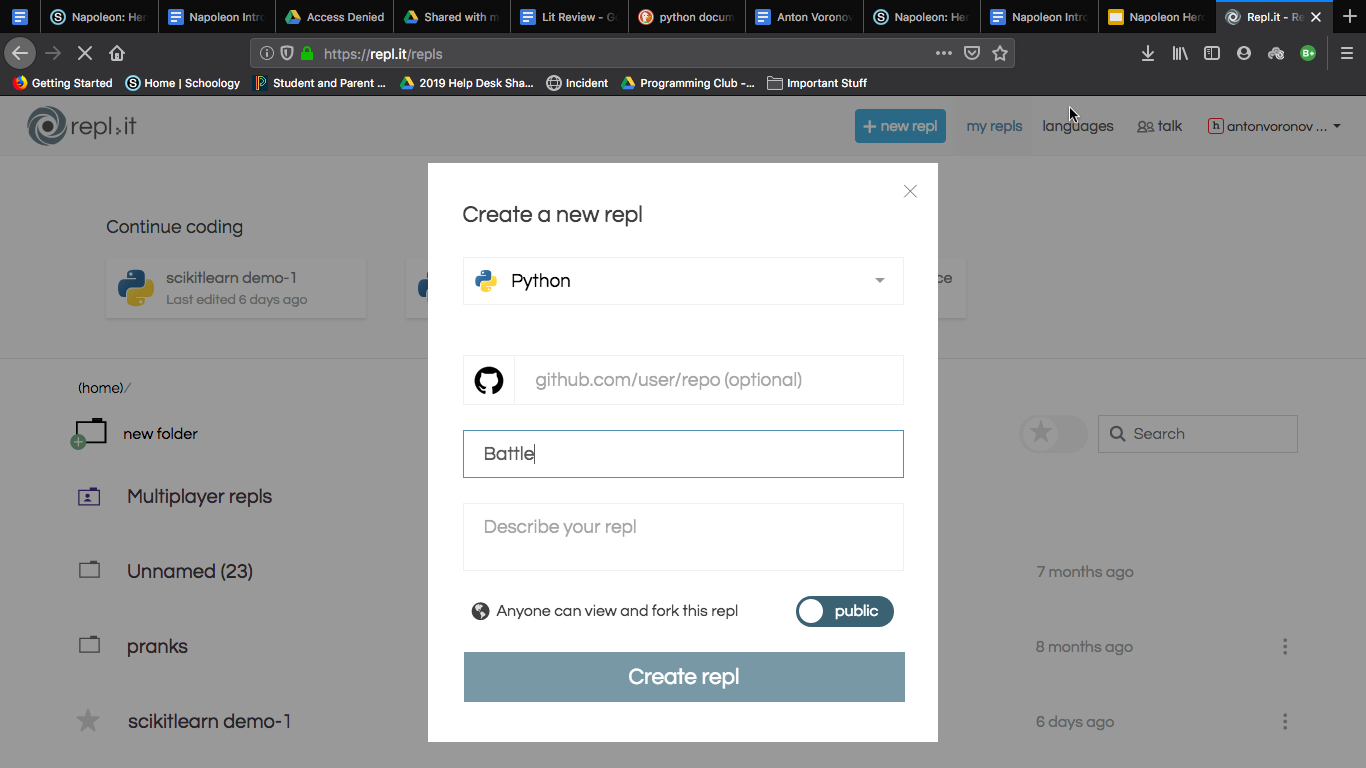 Napoleon: Her
Napoleon Intro
Access Denied
Shared with m
Lit Review - G
python docum
Anton Voronov
Napoleon: Her
Napoleon Intro
Napoleon Hero
Repl.it - Re
https://repl.it/repls
Getting Started
Home | Schoology
Student and Parent ...
2019 Help Desk Sha...
Incident
Programming Club -...
Important Stuff
repl.it
+ new repl
my repls
languages
talk
antonvoronov ...
Create a new repl
Continue coding
scikitlearn demo-1
Last edited 6 days ago
ce
Python
(home)/
github.com/user/repo (optional)
new folder
Search
Battle
Multiplayer repls
Describe your repl
Unnamed (23)
7 months ago
Anyone can view and fork this repl
public
pranks
8 months ago
Create repl
scikitlearn demo-1
6 days ago